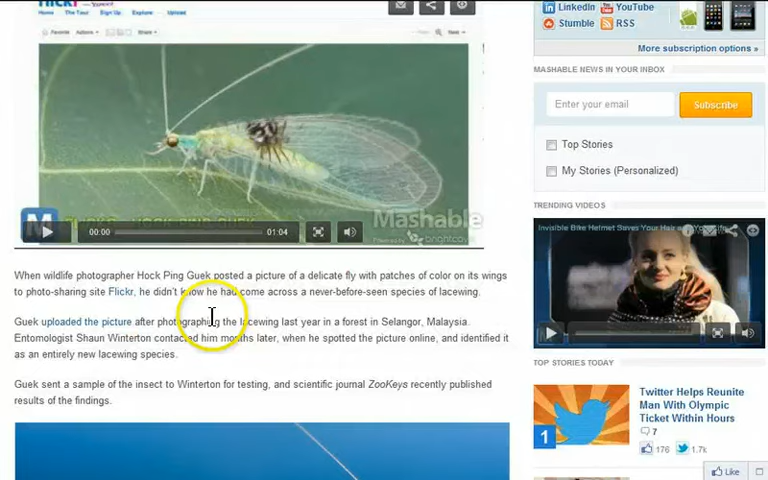 flickr
Home The Tour Sign Up Explore Upload
Favorite Actions Share
Next
Mashable
Powered by brightcove
00:00 01:04
When wildlife photographer Hock Ping Guek posted a picture of a delicate fly with patches of color on its wings
to photo-sharing site Flickr, he didn't know he had come across a never-before-seen species of lacewing.
Guek uploaded the picture after photographing the lacewing last year in a forest in Selangor, Malaysia.
Entomologist Shaun Winterton contacted him months later, when he spotted the picture online, and identified it
as an entirely new lacewing species.
Guek sent a sample of the insect to Winterton for testing, and scientific journal ZooKeys recently published
results of the findings.
LinkedIn YouTube
Stumble RSS
More subscription options »
MASHABLE NEWS IN YOUR INBOX
Enter your email Subscribe
Top Stories
My Stories (Personalized)
TRENDING VIDEOS
Invisible Bike Helmet Saves Your Hair
TOP STORIES TODAY
Twitter Helps Reunite
Man With Olympic
Ticket Within Hours
7
176 1.7k
1
Like